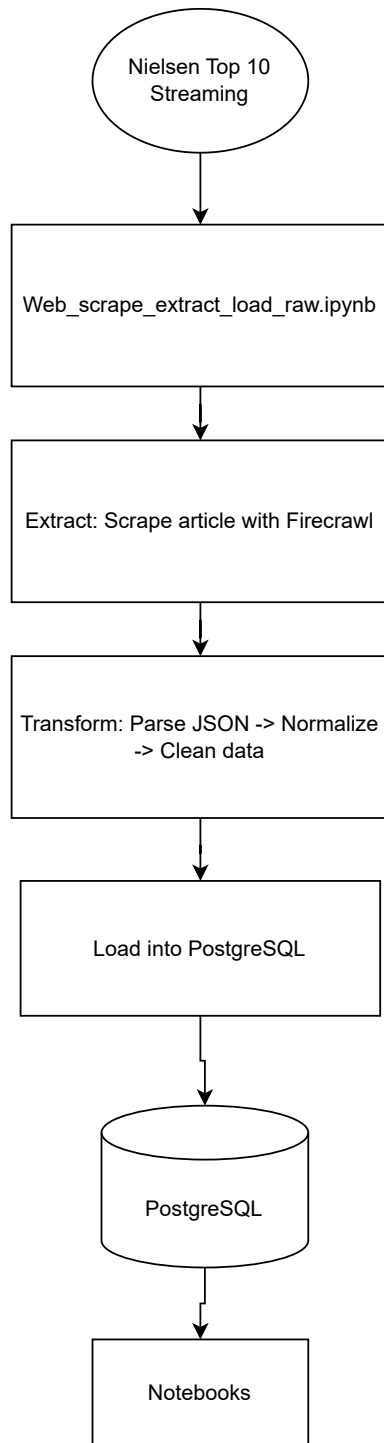 Nielsen Top 10
Streaming
Web_scrape_extract_load_raw.ipynb
Extract: Scrape article with Firecrawl
Transform: Parse JSON -> Normalize
-> Clean data
Load into PostgreSQL
PostgreSQL
Notebooks